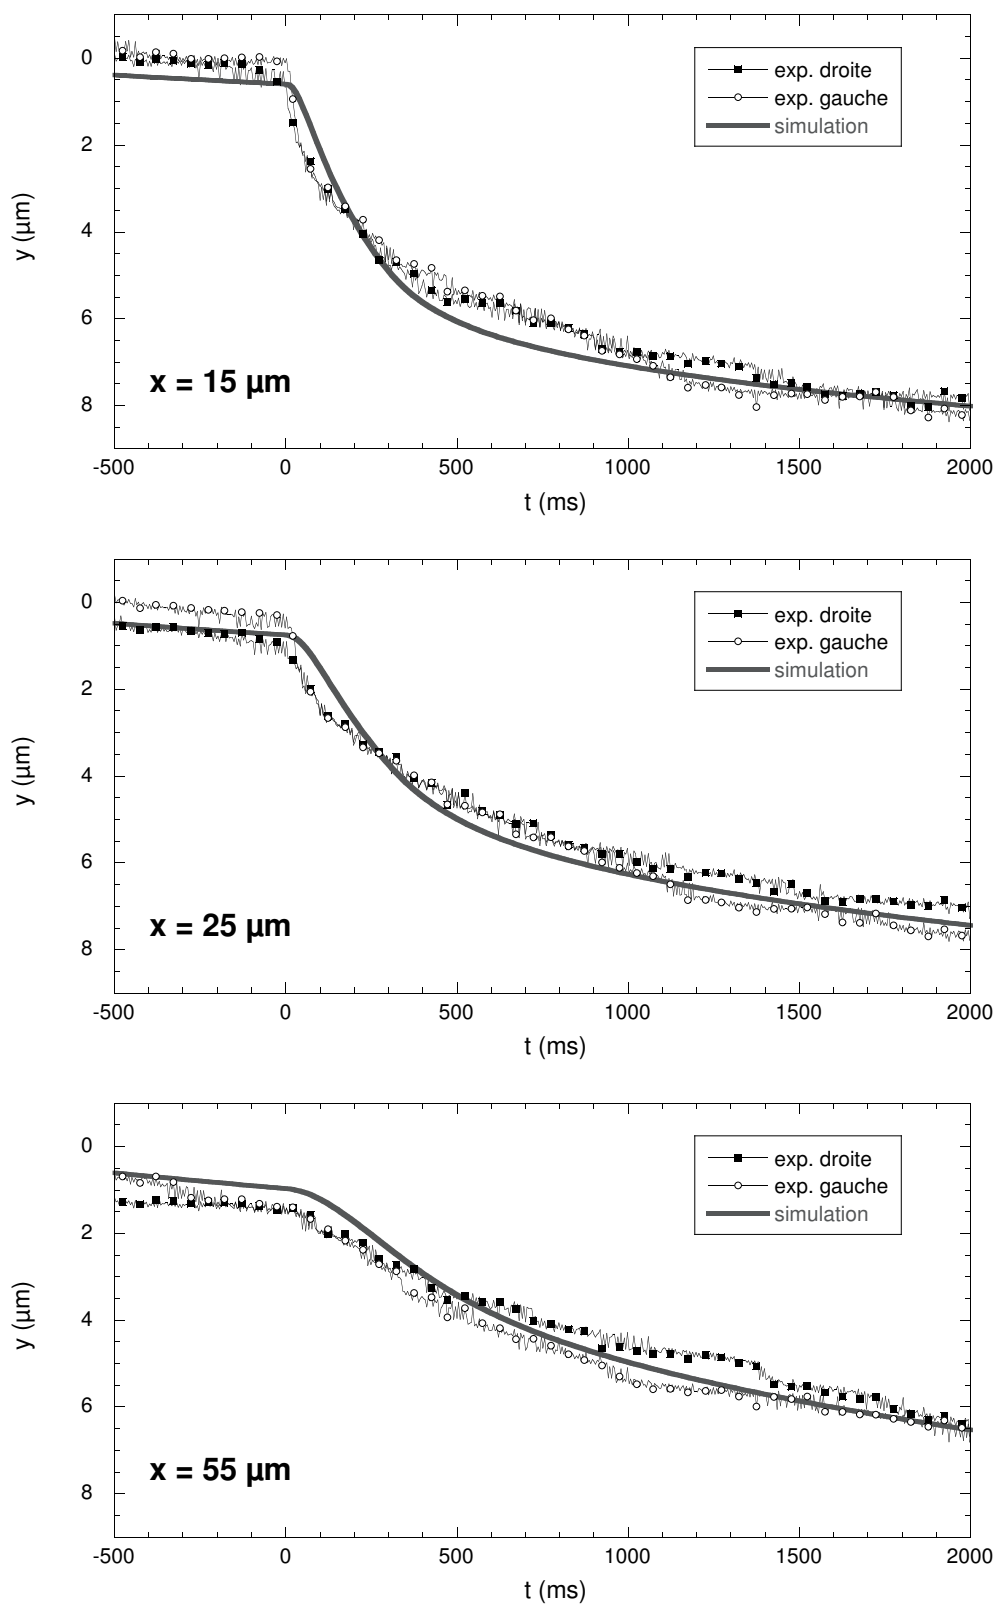 0
2
4
6
8
y (µm)
exp. droite
exp. gauche
simulation
x = 15 µm
-500 0 500 1000 1500 2000
t (ms)
0
2
4
6
8
y (µm)
exp. droite
exp. gauche
simulation
x = 25 µm
-500 0 500 1000 1500 2000
t (ms)
0
2
4
6
8
y (µm)
exp. droite
exp. gauche
simulation
x = 55 µm
-500 0 500 1000 1500 2000
t (ms)